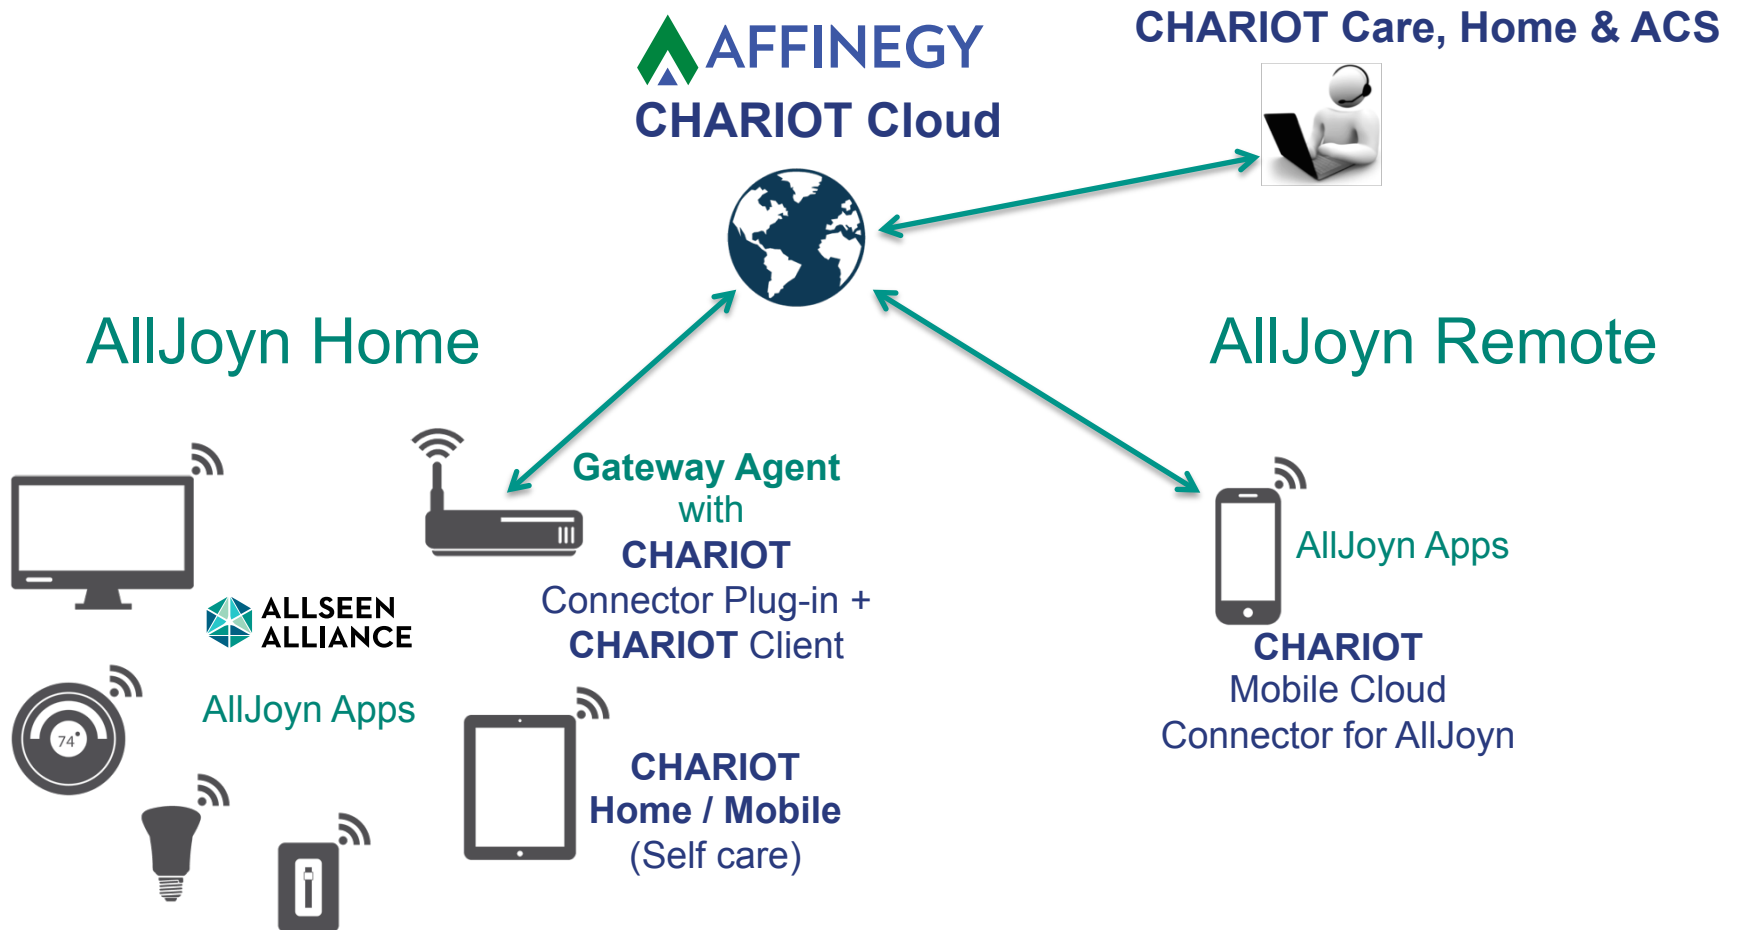 AFFINEGY
CHARIOT Cloud
CHARIOT Care, Home & ACS
AllJoyn Home
AllJoyn Remote
Gateway Agent
with
CHARIOT
Connector Plug-in +
CHARIOT Client
ALLSEEN
ALLIANCE
AllJoyn Apps
74°
CHARIOT
Home / Mobile
(Self care)
AllJoyn Apps
CHARIOT
Mobile Cloud
Connector for AllJoyn